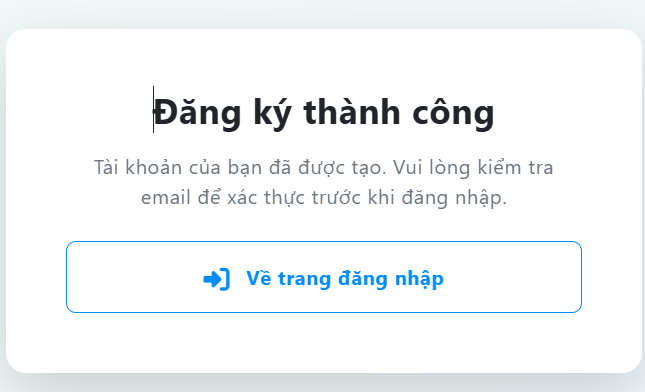 Đăng ký thành công
Tài khoản của bạn đã được tạo. Vui lòng kiểm tra
email để xác thực trước khi đăng nhập.
Về trang đăng nhập